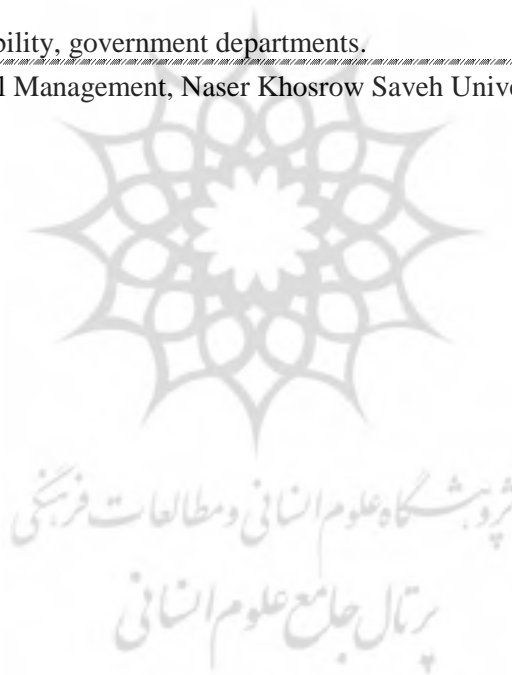 bility, government departments.
l Management, Naser Khosrow Saveh Unive
پژوهشگاه علوم انسانی و مطالعات فرهنگی
پرتال جامع علوم انسانی